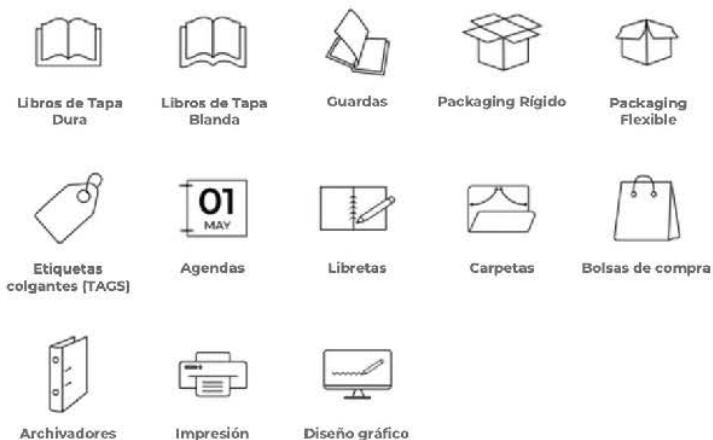 Libros de Tapa
Dura
Libros de Tapa
Blanda
Guardas
Packaging Rígido
Packaging
Flexible
Etiquetas
colgantes (TAGS)
01
MAY
Agendas
Libretas
Carpetas
Bolsas de compra
Archivadores
Impresión
Diseño gráfico